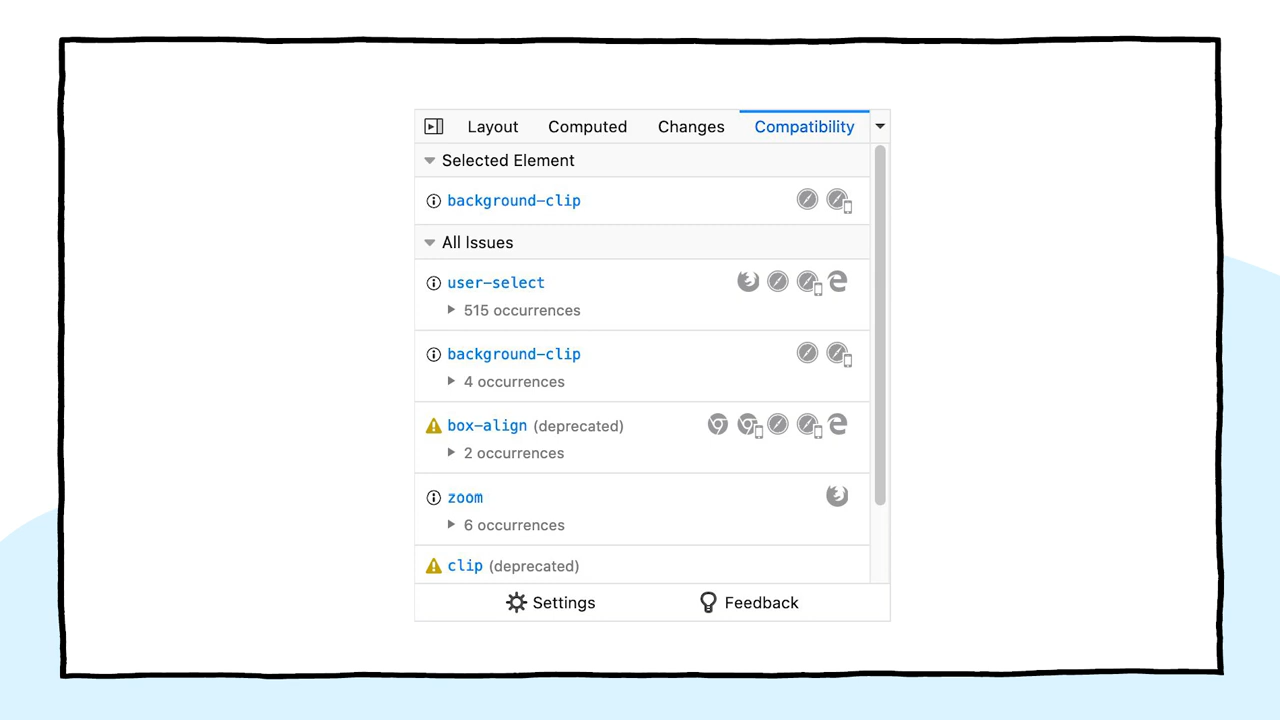 Layout Computed Changes Compatibility
Selected Element
background-clip
All Issues
user-select
515 occurrences
background-clip
4 occurrences
box-align (deprecated)
2 occurrences
zoom
6 occurrences
clip (deprecated)
Settings Feedback